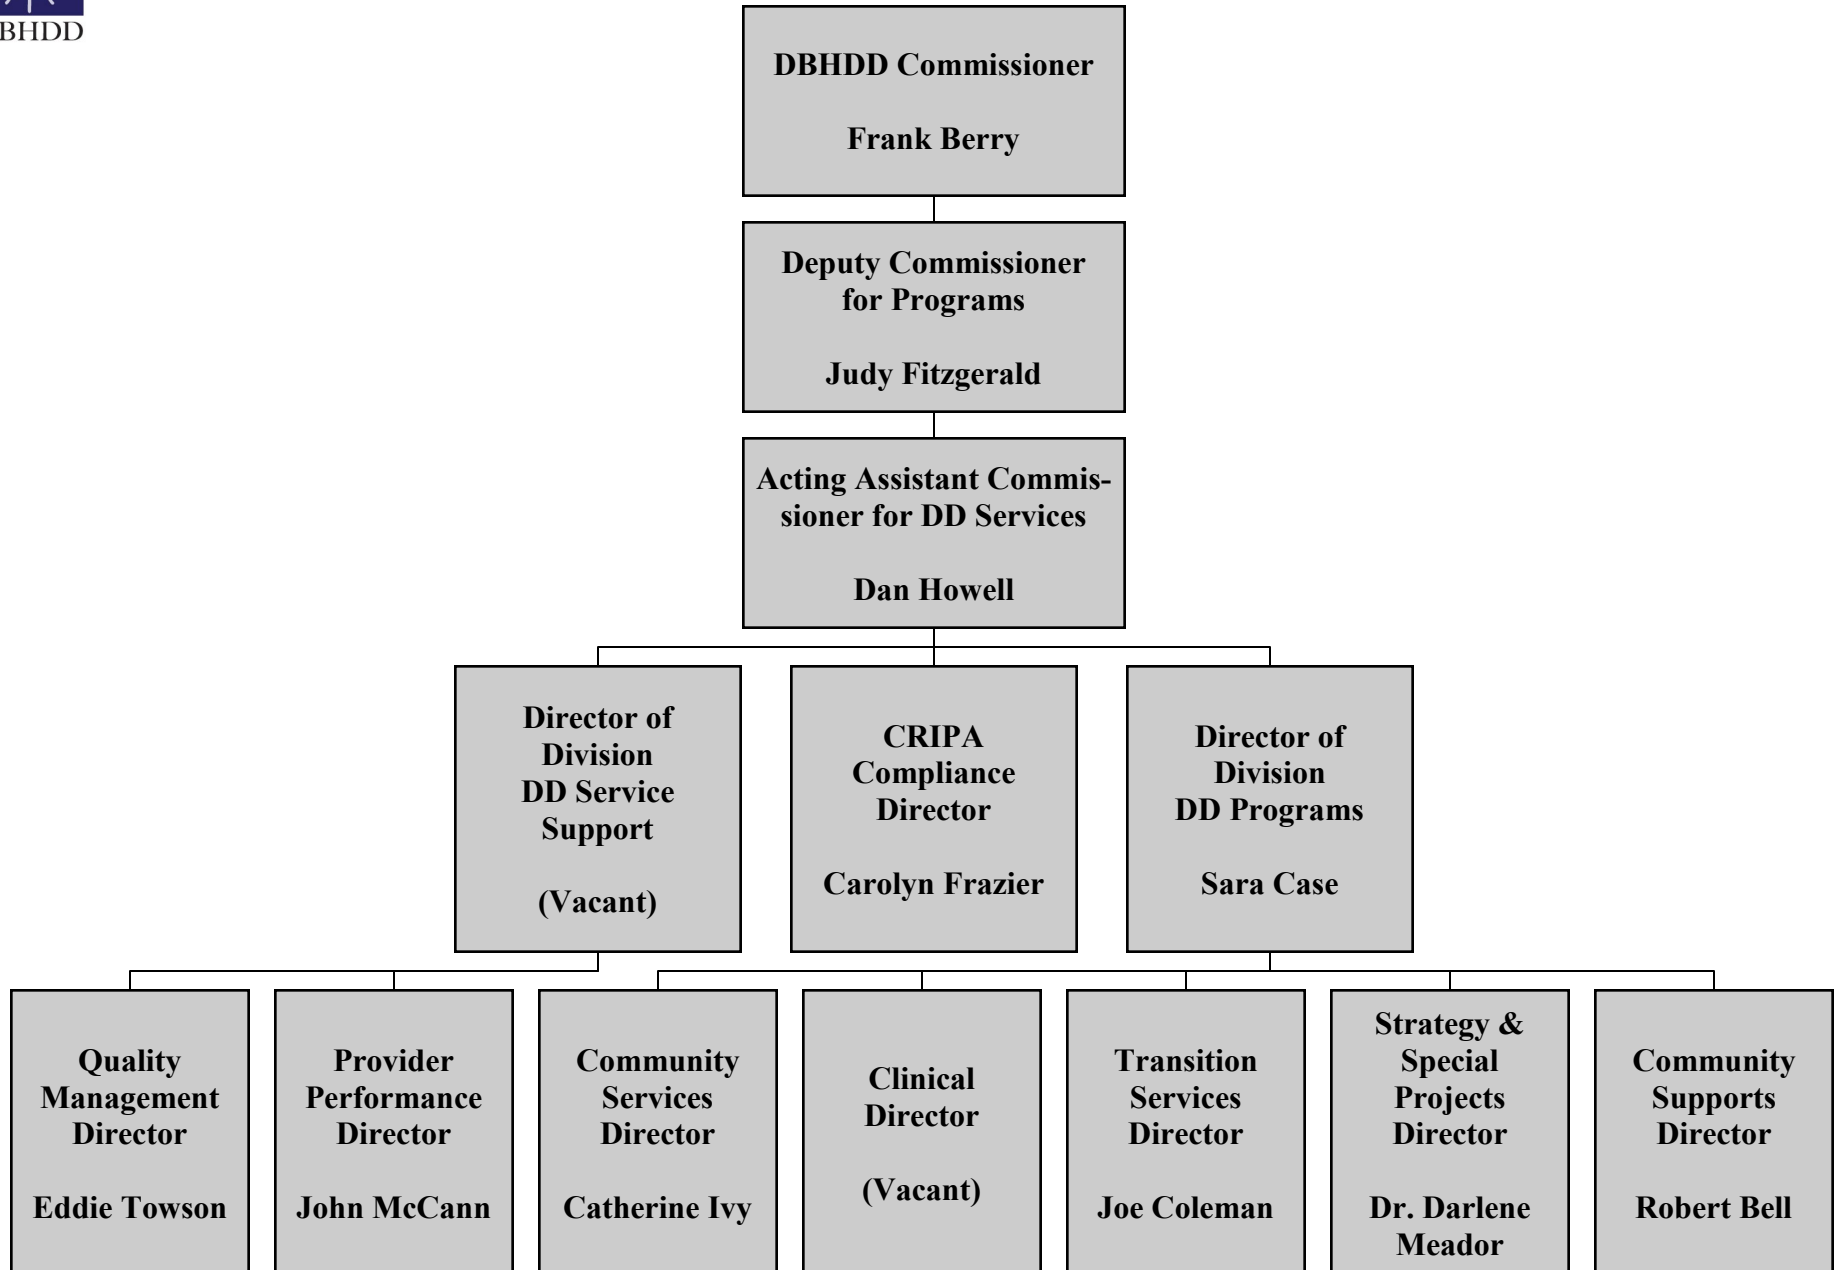 BHDD
DBHDD Commissioner
Frank Berry
Deputy Commissioner
for Programs
Judy Fitzgerald
Acting Assistant Commis-
sioner for DD Services
Dan Howell
Director of
Division
DD Service
Support
(Vacant)
CRIPA
Compliance
Director
Carolyn Frazier
Director of
Division
DD Programs
Sara Case
Quality
Management
Director
Eddie Towson
Provider
Performance
Director
John McCann
Community
Services
Director
Catherine Ivy
Clinical
Director
(Vacant)
Transition
Services
Director
Joe Coleman
Strategy &
Special
Projects
Director
Dr. Darlene
Meador
Community
Supports
Director
Robert Bell